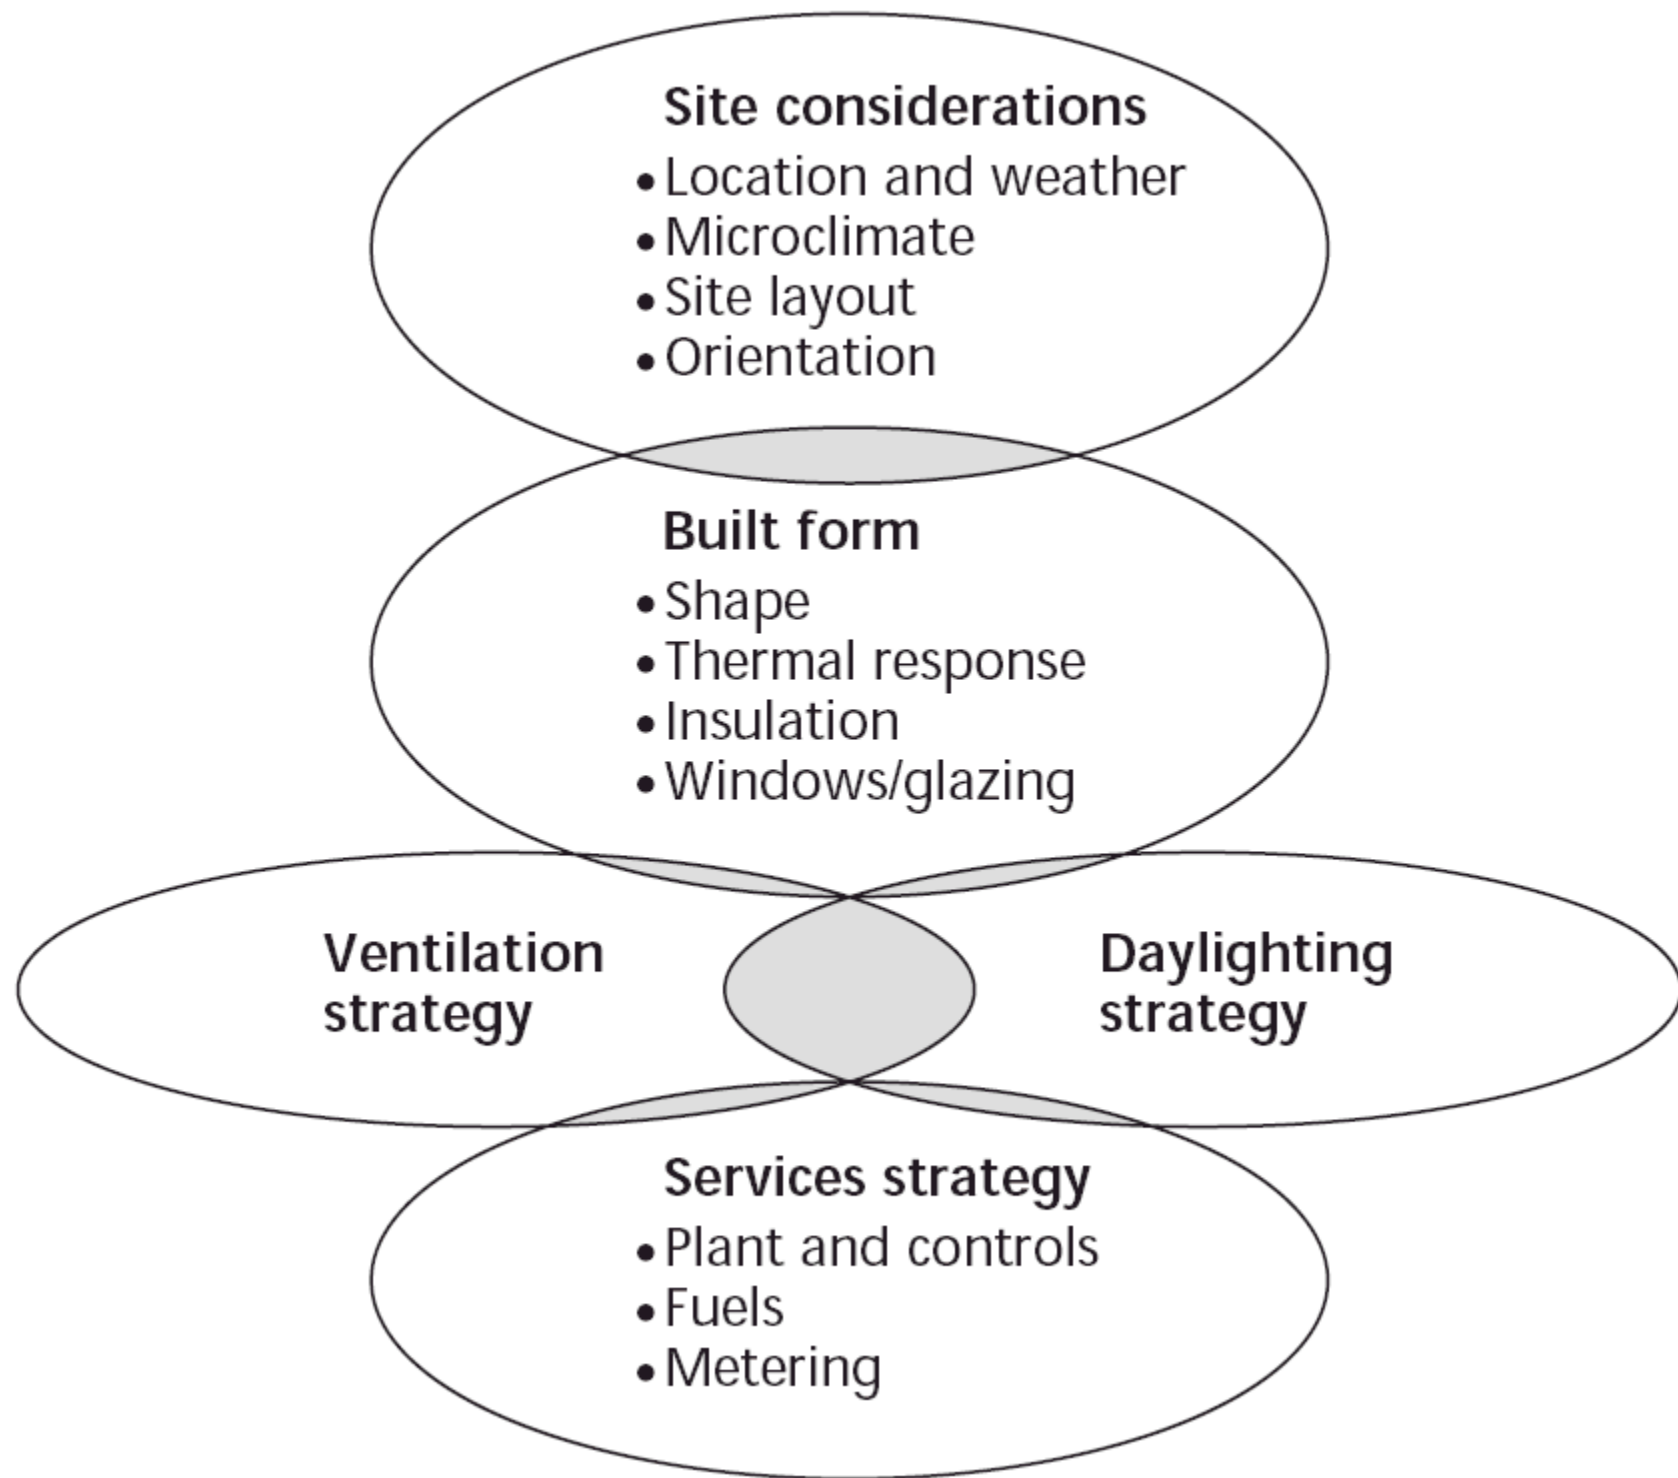 Site considerations
• Location and weather
• Microclimate
• Site layout
• Orientation
Built form
• Shape
• Thermal response
• Insulation
• Windows/glazing
Ventilation
strategy
Daylighting
strategy
Services strategy
• Plant and controls
• Fuels
• Metering